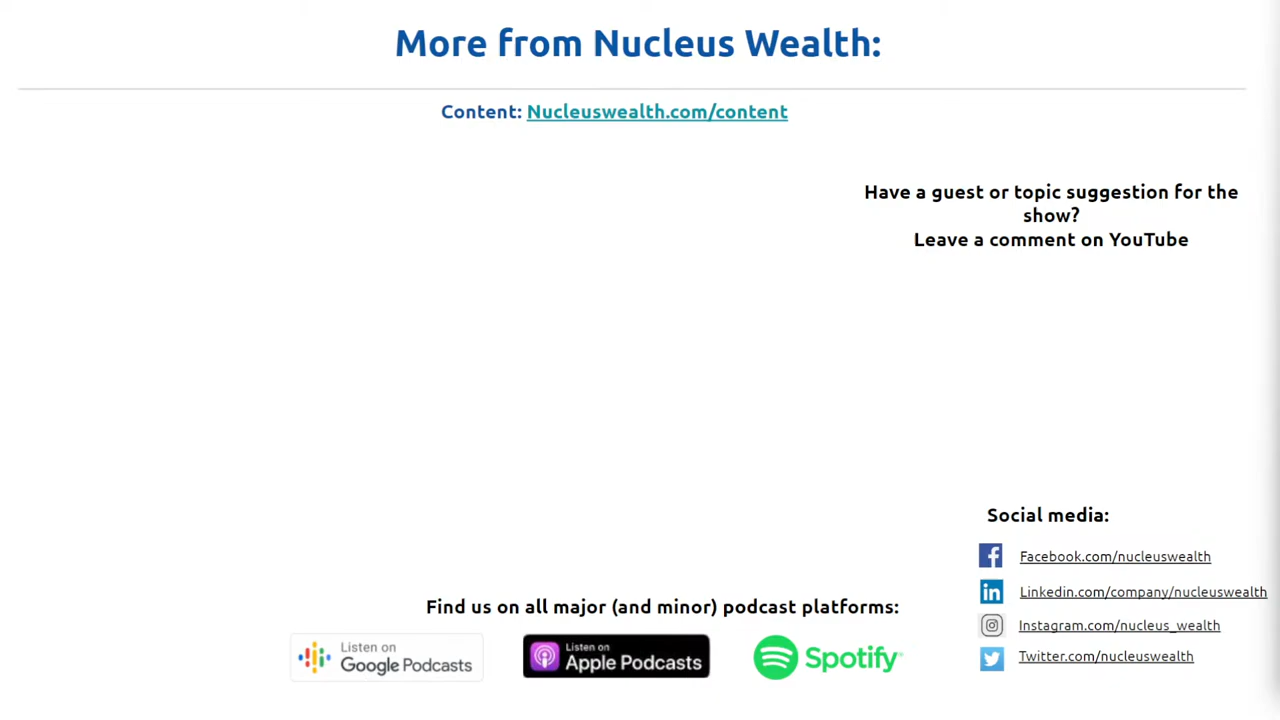 More from Nucleus Wealth:
Content: Nucleuswealth.com/content
Have a guest or topic suggestion for the
show?
Leave a comment on YouTube
Social media:
Facebook.com/nucleuswealth
Linkedin.com/company/nucleuswealth
Instagram.com/nucleus_wealth
Twitter.com/nucleuswealth
Find us on all major (and minor) podcast platforms:
Listen on
Google Podcasts
Listen on
Apple Podcasts
Spotify